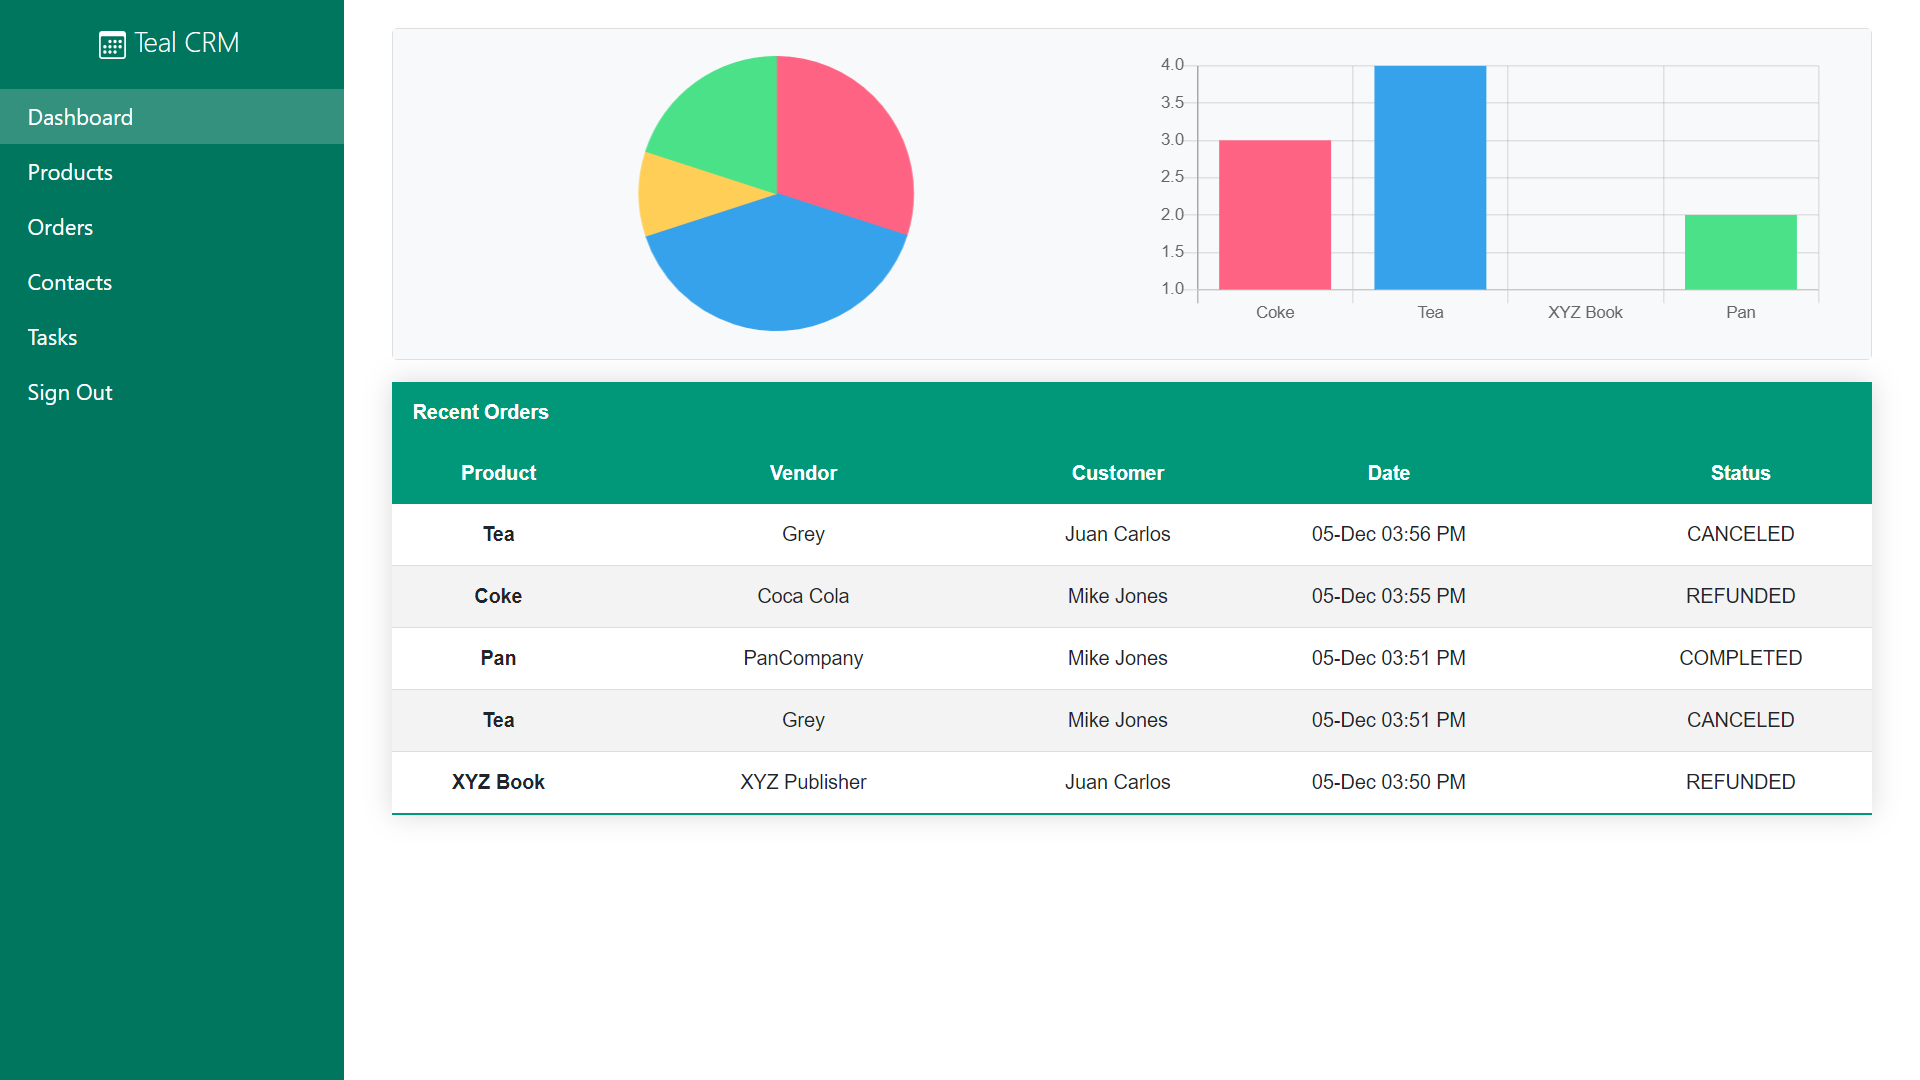 Teal CRM
Dashboard
Products
Orders
Contacts
Tasks
Sign Out
4.0
3.5
3.0
2.5
2.0
1.5
1.0
Coke Tea XYZ Book Pan
Recent Orders
Product Vendor Customer Date Status
Tea Grey Juan Carlos 05-Dec 03:56 PM CANCELED
Coke Coca Cola Mike Jones 05-Dec 03:55 PM REFUNDED
Pan PanCompany Mike Jones 05-Dec 03:51 PM COMPLETED
Tea Grey Mike Jones 05-Dec 03:51 PM CANCELED
XYZ Book XYZ Publisher Juan Carlos 05-Dec 03:50 PM REFUNDED